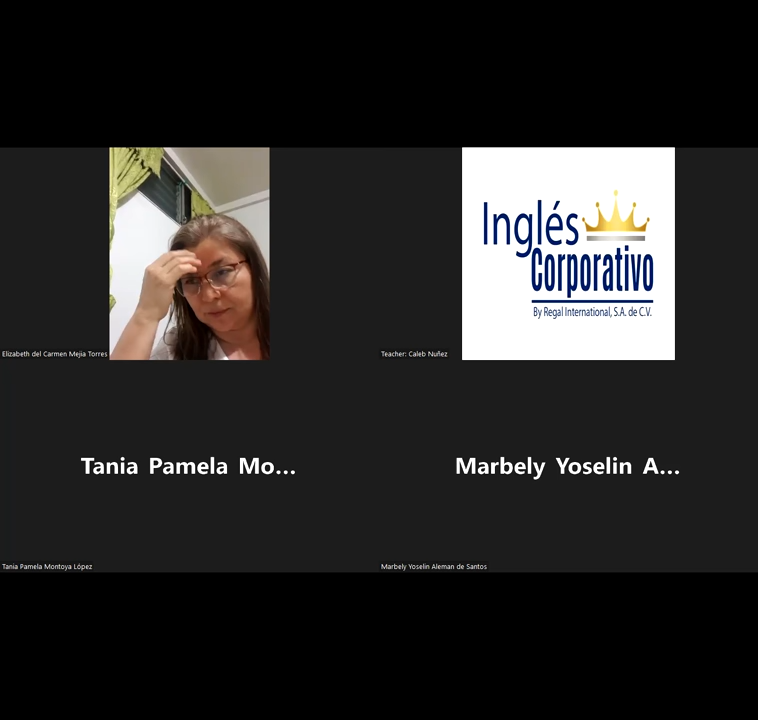 Inglés
Corporativo
By Regal International, S.A. de C.V.
Elizabeth del Carmen Mejia Torres
Teacher: Caleb Nuñez
Tania Pamela Mo...
Marbely Yoselin A...
Tania Pamela Montoya López
Marbely Yoselin Aleman de Santos